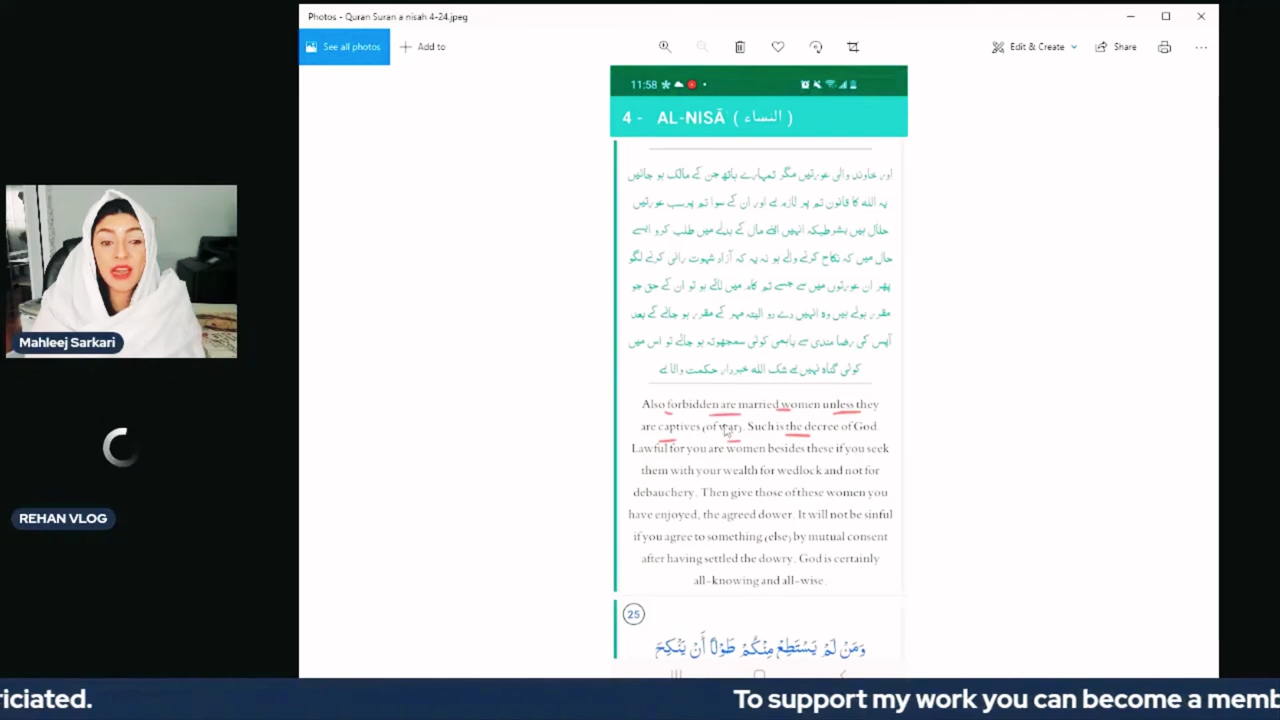 Photos - Quran Suran a nisah 4-24.jpeg
See all photos
Add to
Edit & Create
Share
11:58
4 - AL-NISĀ ( النساء )
اور خاوند والی عورتیں مگر تمہارے ہاتھ جن کے مالک ہو جائیں
یہ الله کا قانون تم پر لازم ہے اور ان کے سوا تم پرسب عورتیں
حلال ہیں بشرطیکہ انہیں اپنے مال کے بدلے میں طلب کرو ایسے
حال میں کہ نکاح کرنے والے ہو نہ یہ کہ آزاد شہوت رانی کرنے لگو
پھر ان عورتوں میں سے جسے تم کام میں لائے ہو تو ان کے حق جو
مقرر ہوئے ہیں وہ انہیں دے دو البتہ مہر کے مقرر ہو جانے کے بعد
آپس کی رضا مندی سے باہمی کوئی سمجھوتہ ہو جائے تو اس میں
کوئی گناہ نہیں بے شک الله خبردار حکمت والا ہے
Also forbidden are married women unless they
are captives (of war). Such is the decree of God.
Lawful for you are women besides these if you seek
them with your wealth for wedlock and not for
debauchery. Then give those of these women you
have enjoyed, the agreed dower. It will not be sinful
if you agree to something (else) by mutual consent
after having settled the dowry. God is certainly
all-knowing and all-wise.
25
وَمَنْ لَمْ يَسْتَطِعْ مِنْكُمْ طَوْلًا أَنْ يَنْكِحَ
Mahleej Sarkari
REHAN VLOG
riciated.
To support my work you can become a memb